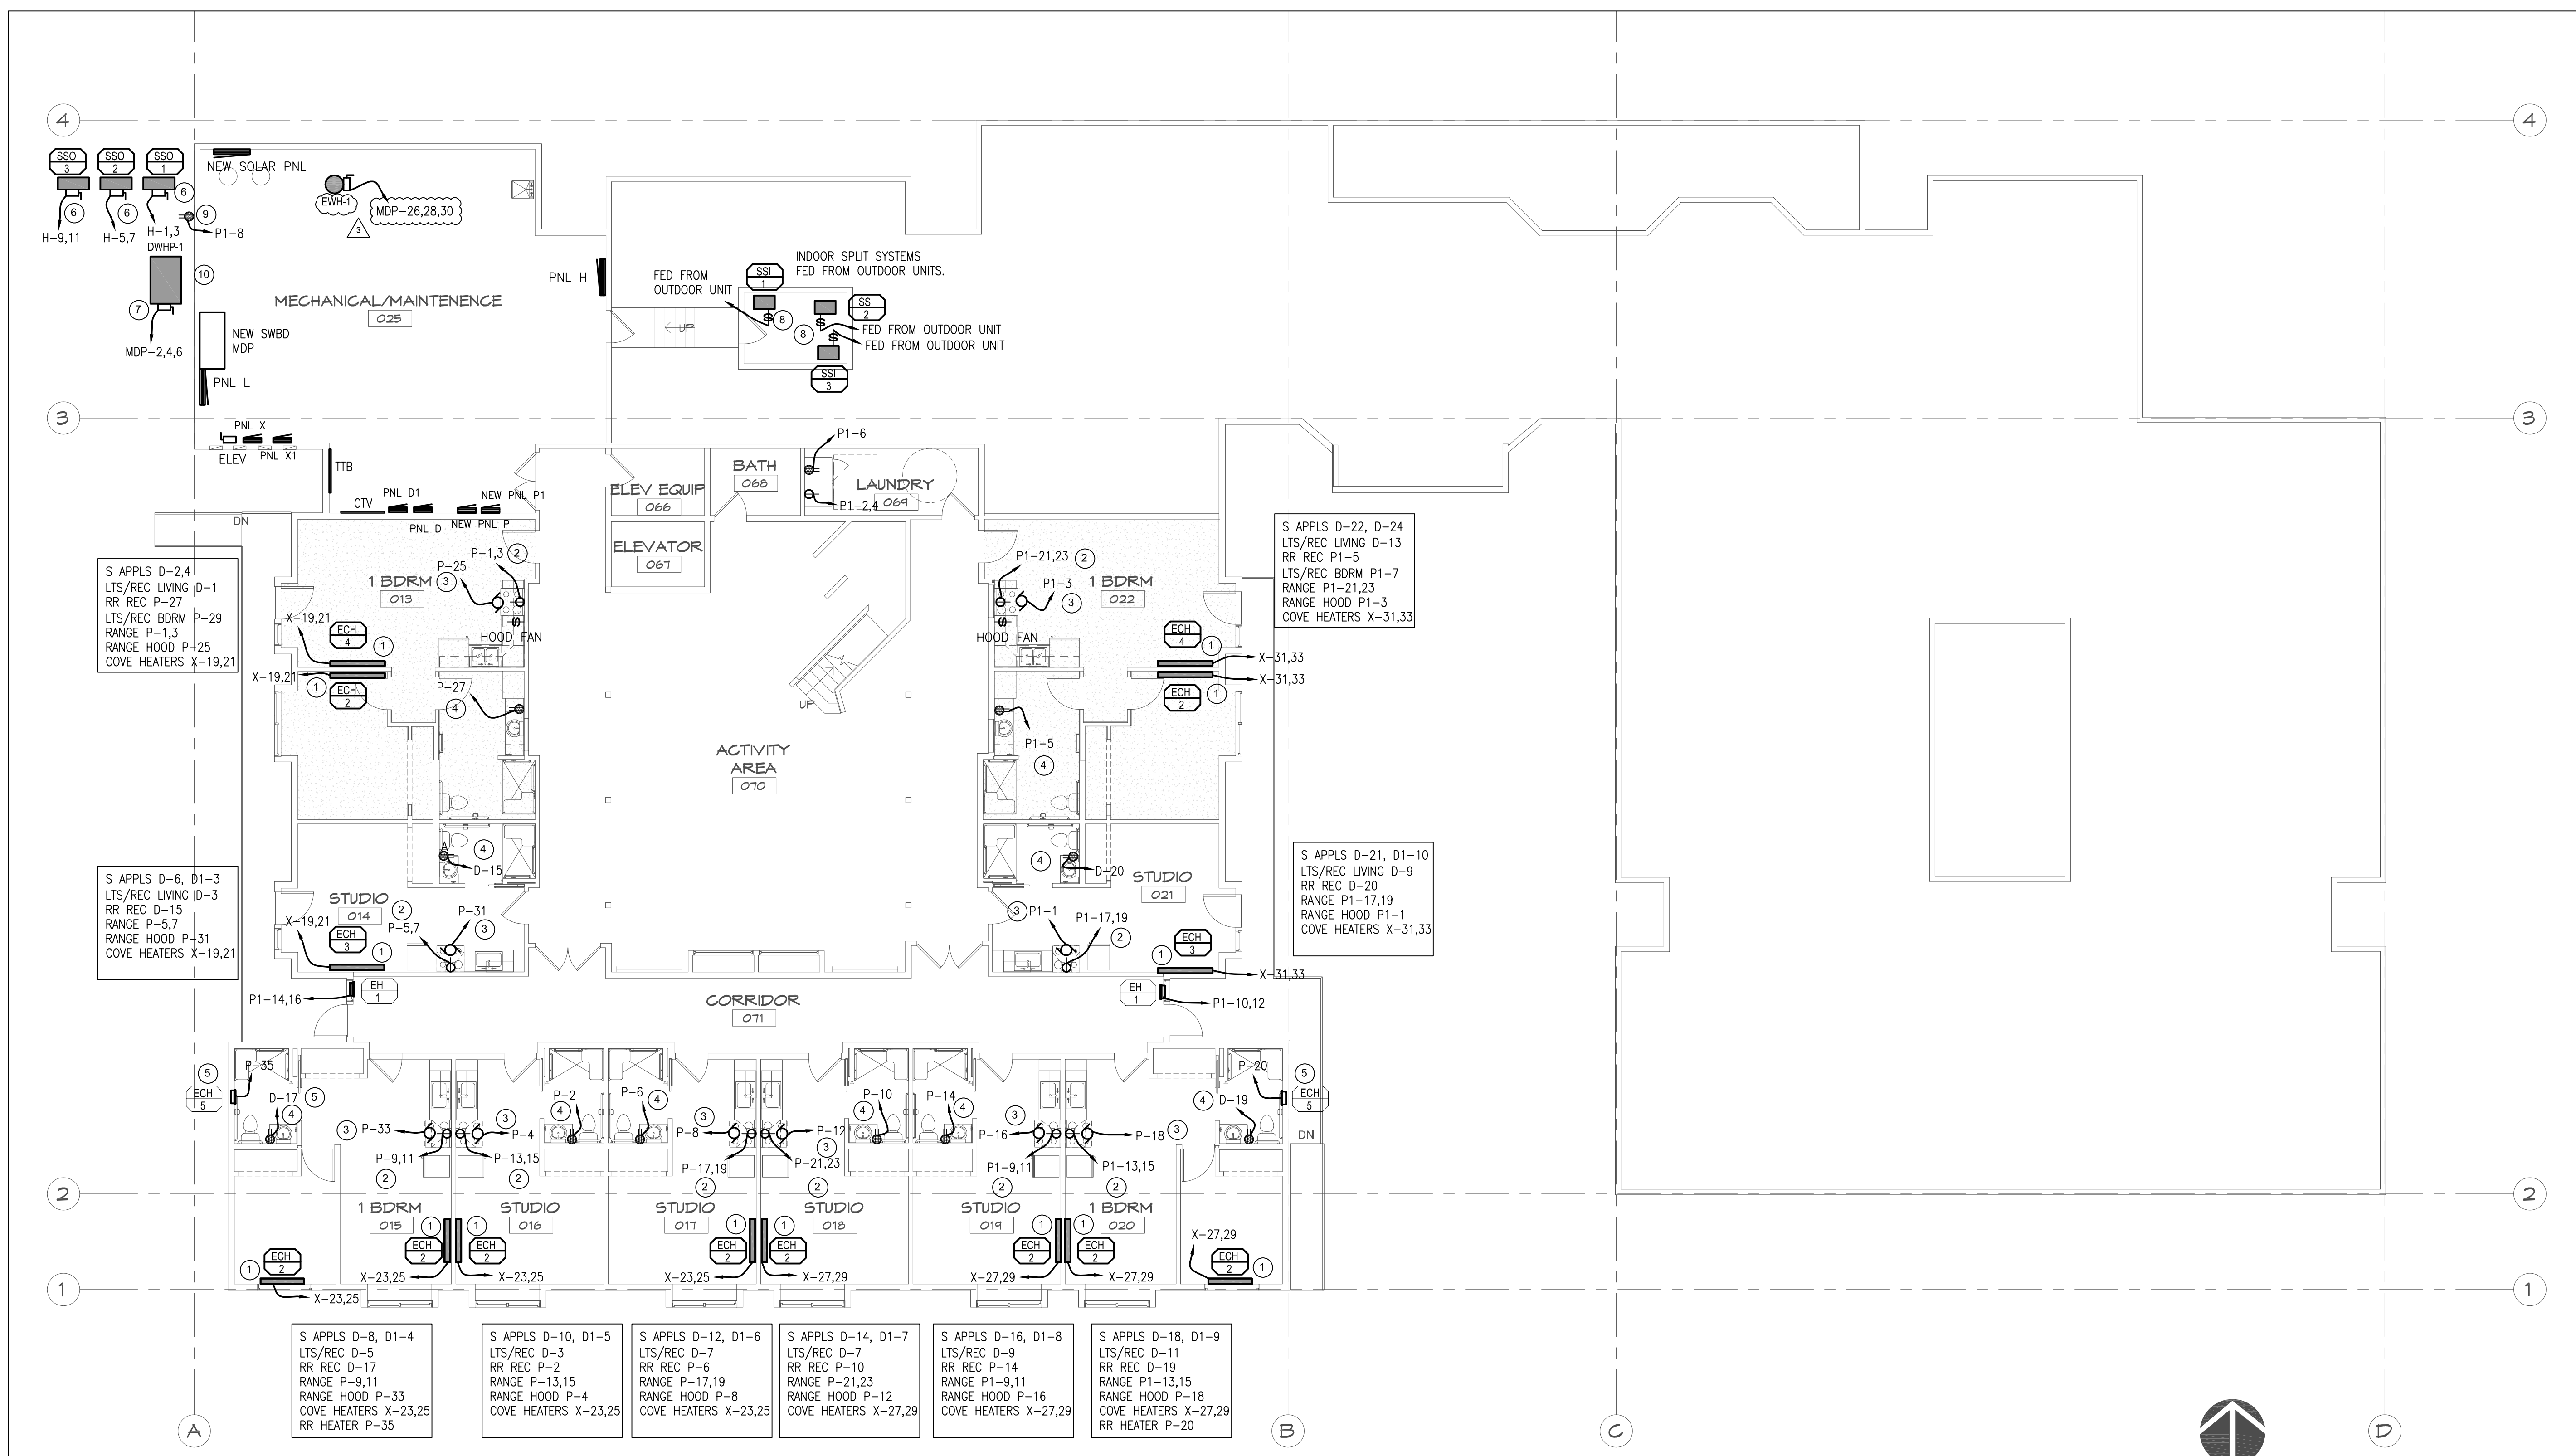 4
4
SSO
3
SSO
2
SSO
1
6
6
6
9
H-9,11
H-5,7
H-1,3
P1-8
NEW SOLAR PNL
EWH-1
MDP-26,28,30
3
DWHP-1
10
7
MDP-2,4,6
MECHANICAL/MAINTENENCE
025
NEW SWBD
MDP
PNL L
PNL H
UP
FED FROM
OUTDOOR UNIT
SSI
1
INDOOR SPLIT SYSTEMS
FED FROM OUTDOOR UNITS.
SSI
2
8
8
FED FROM OUTDOOR UNIT
FED FROM OUTDOOR UNIT
SSI
3
3
3
PNL X
ELEV
PNL X1
TTB
CTV
PNL D1
PNL D
NEW PNL P1
NEW PNL P
DN
ELEV EQUIP
066
BATH
068
P1-6
LAUNDRY
069
P1-2,4
ELEVATOR
067
S APPLS D-2,4
LTS/REC LIVING D-1
RR REC P-27
LTS/REC BDRM P-29
RANGE P-1,3
RANGE HOOD P-25
COVE HEATERS X-19,21
P-1,3
2
P-25
3
1 BDRM
013
X-19,21
ECH
4
1
HOOD FAN
X-19,21
1
ECH
2
P-27
4
P1-21,23
2
P1-3
3
1 BDRM
022
HOOD FAN
ECH
4
1
X-31,33
X-31,33
ECH
2
1
P1-5
4
S APPLS D-22, D-24
LTS/REC LIVING D-13
RR REC P1-5
LTS/REC BDRM P1-7
RANGE P1-21,23
RANGE HOOD P1-3
COVE HEATERS X-31,33
UP
ACTIVITY
AREA
070
S APPLS D-6, D1-3
LTS/REC LIVING D-3
RR REC D-15
RANGE P-5,7
RANGE HOOD P-31
COVE HEATERS X-19,21
A
4
D-15
STUDIO
014
2
P-5,7
P-31
3
X-19,21
ECH
3
1
4
D-20
STUDIO
021
3
P1-1
P1-17,19
2
ECH
3
1
X-31,33
S APPLS D-21, D1-10
LTS/REC LIVING D-9
RR REC D-20
RANGE P1-17,19
RANGE HOOD P1-1
COVE HEATERS X-31,33
P1-14,16
EH
1
CORRIDOR
071
EH
1
P1-10,12
5
ECH
5
P-35
D-17
4
5
3
P-33
P-9,11
2
3
P-4
P-13,15
2
P-2
4
P-6
4
3
P-8
P-17,19
2
P-12
3
P-21,23
2
P-10
4
P-14
4
3
P-16
P1-9,11
2
P-18
3
P1-13,15
2
4
D-19
P-20
5
ECH
5
DN
2
2
1 BDRM
015
STUDIO
016
STUDIO
017
STUDIO
018
STUDIO
019
1 BDRM
020
1
ECH
2
X-23,25
1
ECH
2
X-23,25
1
ECH
2
X-23,25
1
ECH
2
X-23,25
1
ECH
2
X-27,29
1
ECH
2
X-27,29
1
ECH
2
X-27,29
X-27,29
ECH
2
1
1
1
S APPLS D-8, D1-4
LTS/REC D-5
RR REC D-17
RANGE P-9,11
RANGE HOOD P-33
COVE HEATERS X-23,25
RR HEATER P-35
S APPLS D-10, D1-5
LTS/REC D-3
RR REC P-2
RANGE P-13,15
RANGE HOOD P-4
COVE HEATERS X-23,25
S APPLS D-12, D1-6
LTS/REC D-7
RR REC P-6
RANGE P-17,19
RANGE HOOD P-8
COVE HEATERS X-23,25
S APPLS D-14, D1-7
LTS/REC D-7
RR REC P-10
RANGE P-21,23
RANGE HOOD P-12
COVE HEATERS X-27,29
S APPLS D-16, D1-8
LTS/REC D-9
RR REC P-14
RANGE P1-9,11
RANGE HOOD P-16
COVE HEATERS X-27,29
S APPLS D-18, D1-9
LTS/REC D-11
RR REC D-19
RANGE P1-13,15
RANGE HOOD P-18
COVE HEATERS X-27,29
RR HEATER P-20
A
B
C
D